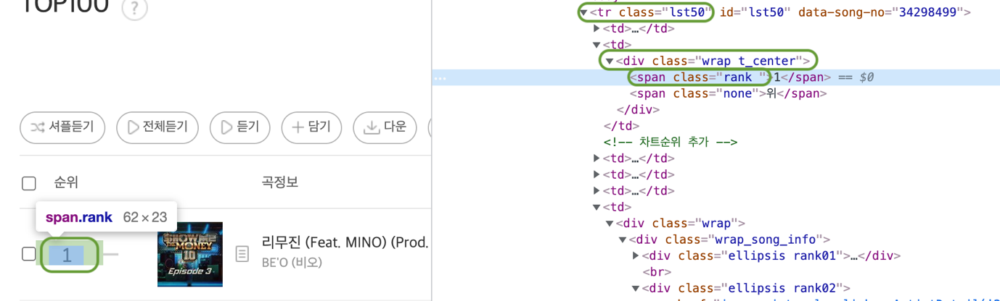 TOP100 ?
셔플듣기 전체듣기 듣기 담기 다운
순위 곡정보
span.rank 62 × 23
1
SHOW ME THE MONEY 10
Episode 3
리무진 (Feat. MINO) (Prod.
BE'O (비오)
▼<tr class="lst50" id="lst50" data-song-no="34298499">
▶<td>…</td>
▼<td>
▼<div class="wrap t_center">
… <span class="rank ">1</span> == $0
<span class="none">위</span>
</div>
</td>
<!-- 차트순위 추가 -->
▶<td>…</td>
▶<td>…</td>
▶<td>…</td>
▼<td>
▼<div class="wrap">
▼<div class="wrap_song_info">
▶<div class="ellipsis rank01">…</div>
<br>
▼<div class="ellipsis rank02">